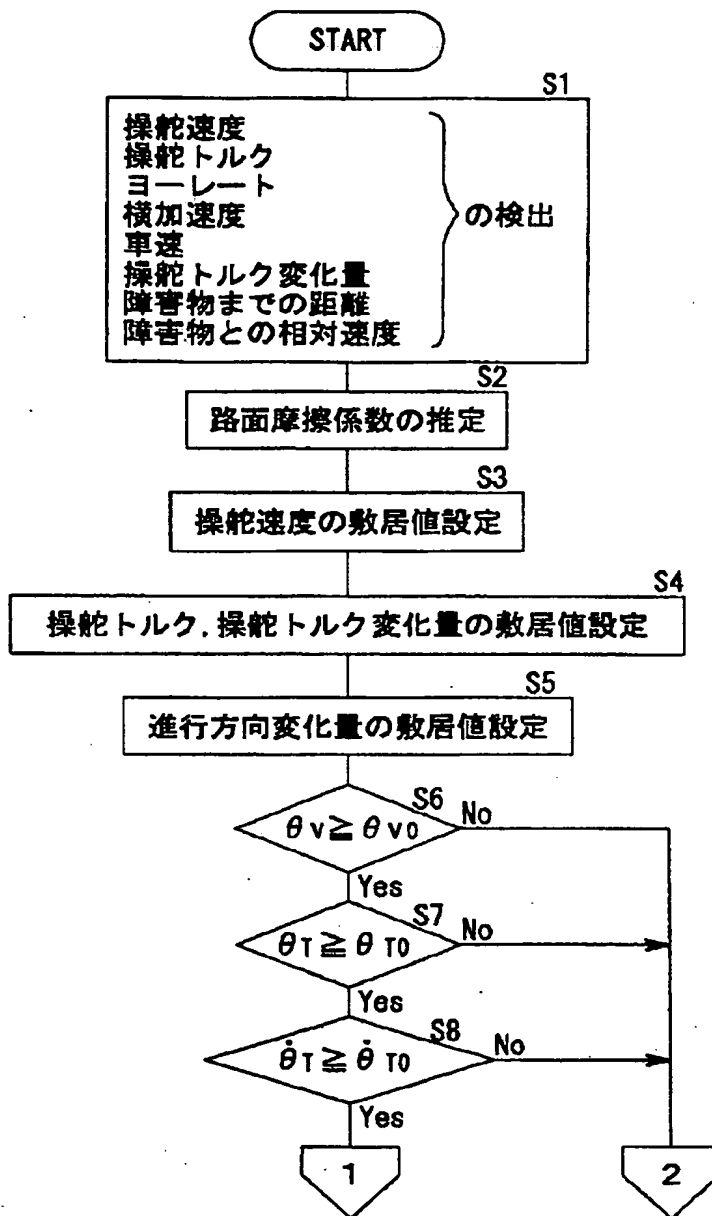 START
S1
操舵速度
操舵トルク
ヨーレート
横加速度
車速
操舵トルク変化量
障害物までの距離
障害物との相対速度
の検出
S2
路面摩擦係数の推定
S3
操舵速度の敷居値設定
S4
操舵トルク,操舵トルク変化量の敷居値設定
S5
進行方向変化量の敷居値設定
S6
θV≧θV0
No
Yes
S7
θT≧θT0
No
Yes
S8
θ̇T≧θ̇T0
No
Yes
1
2